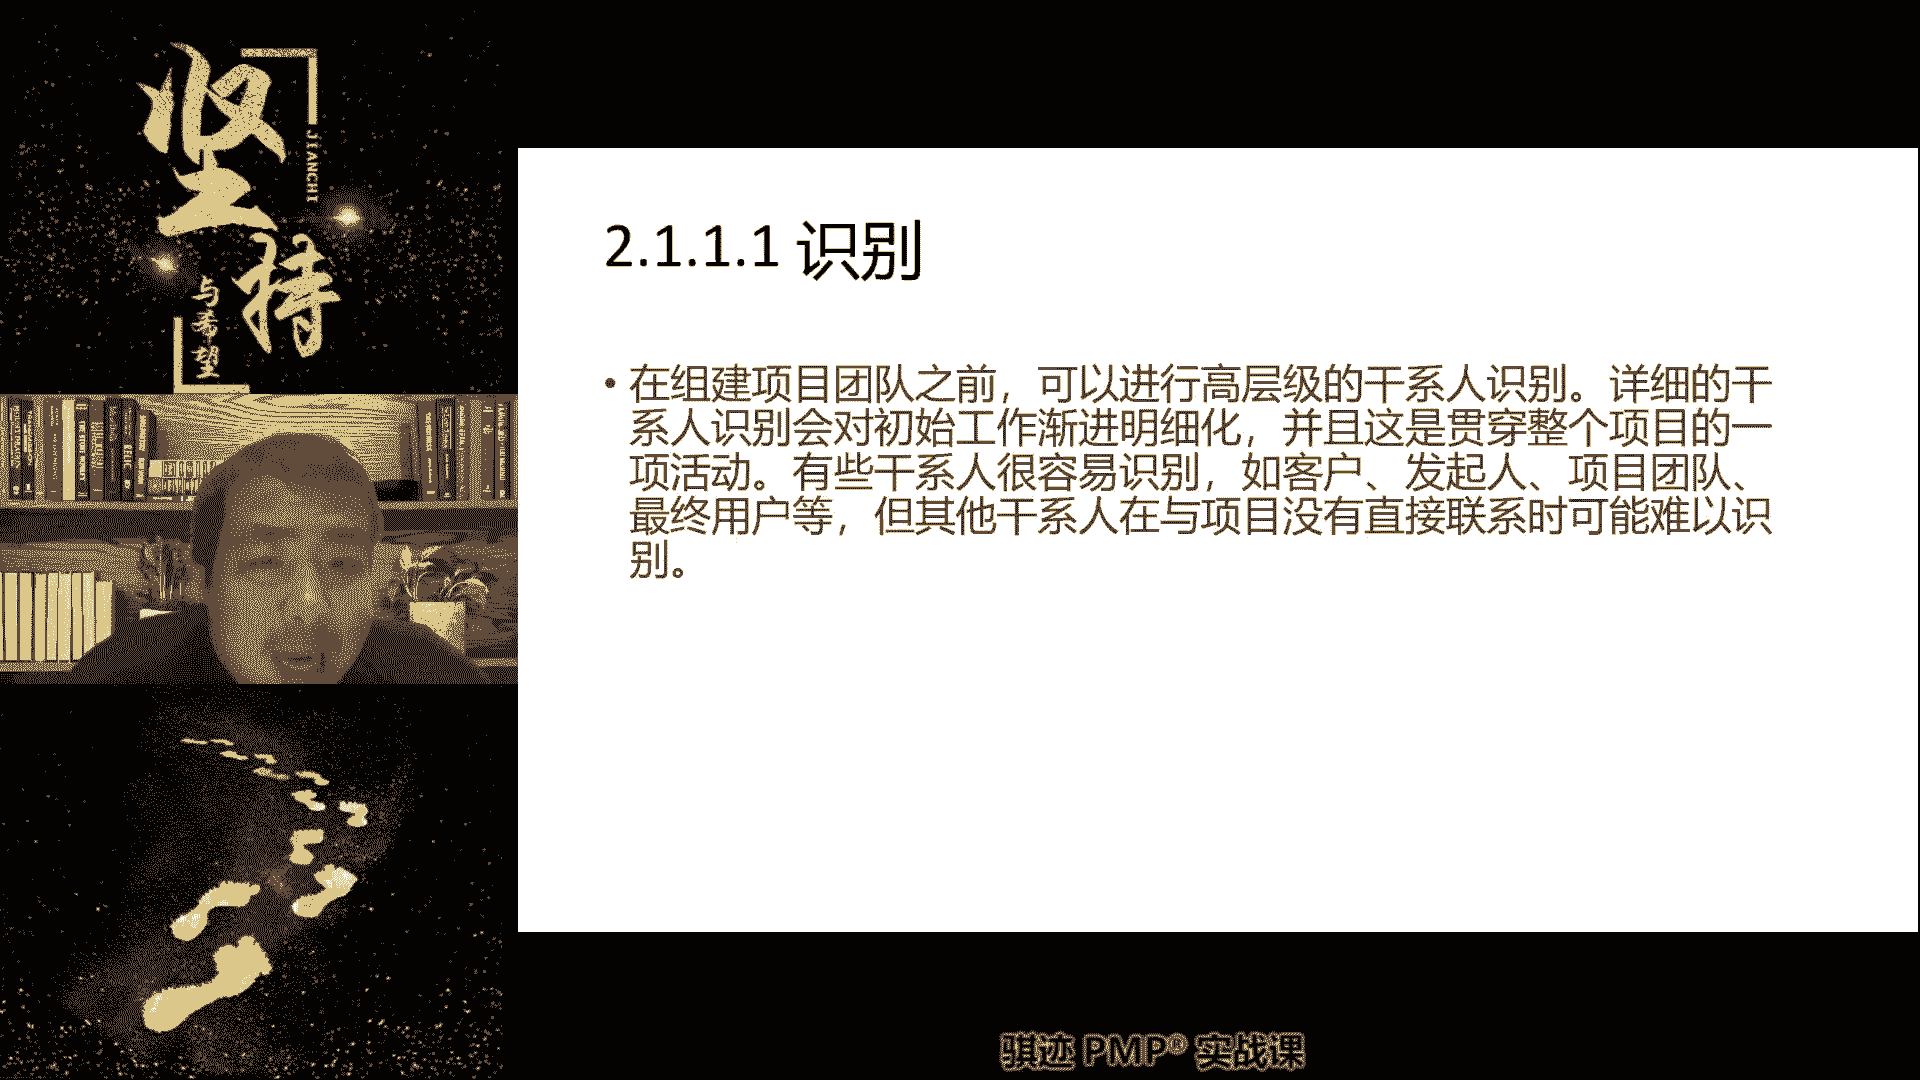 坚持
JIANCHI
与希望
2.1.1.1 识别
• 在组建项目团队之前，可以进行高层级的干系人识别。详细的干
系人识别会对初始工作渐进明细化，并且这是贯穿整个项目的一
项活动。有些干系人很容易识别，如客户、发起人、项目团队、
最终用户等，但其他干系人在与项目没有直接联系时可能难以识
别。
骐迹 PMP® 实战课